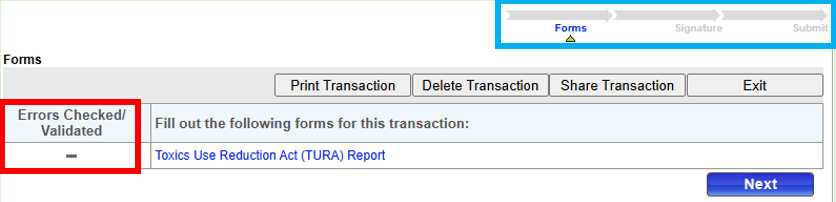 Forms Signature Submit
Forms
Print Transaction Delete Transaction Share Transaction Exit
Errors Checked/
Validated
Fill out the following forms for this transaction:
Toxics Use Reduction Act (TURA) Report
Next